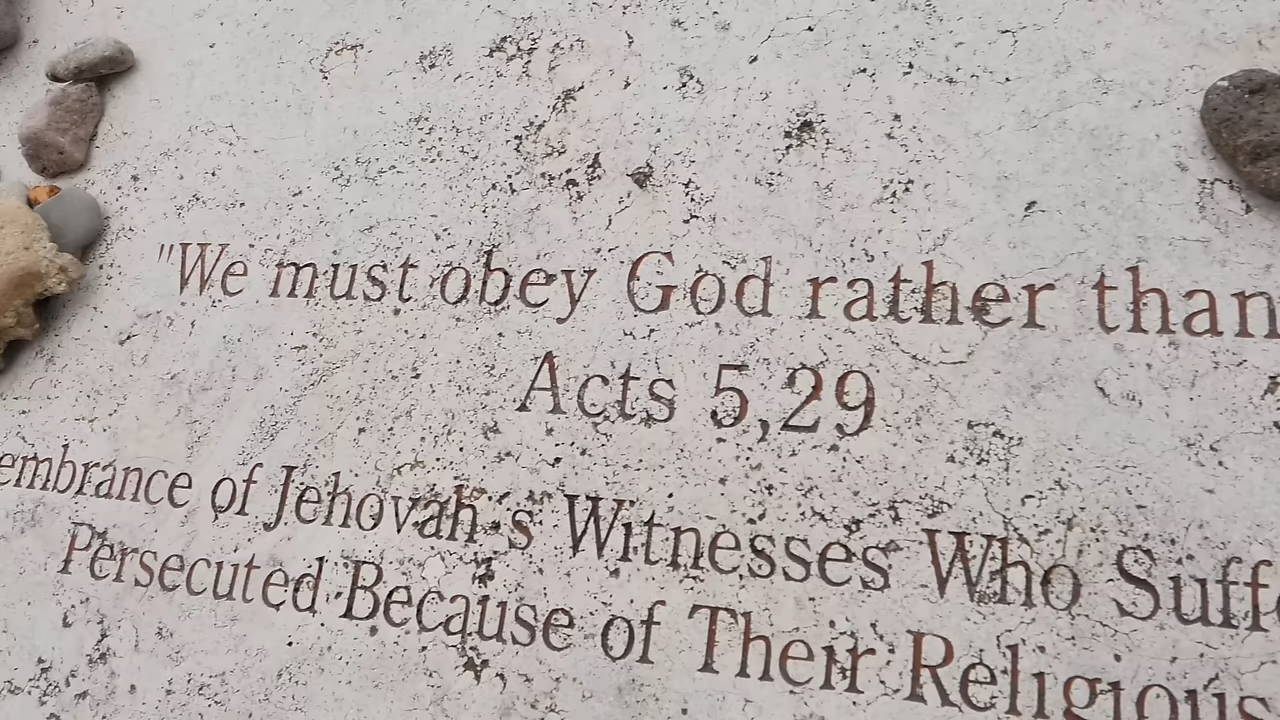 "We must obey God rather than
Acts 5,29
embrance of Jehovah's Witnesses Who Suff
Persecuted Because of Their Religious